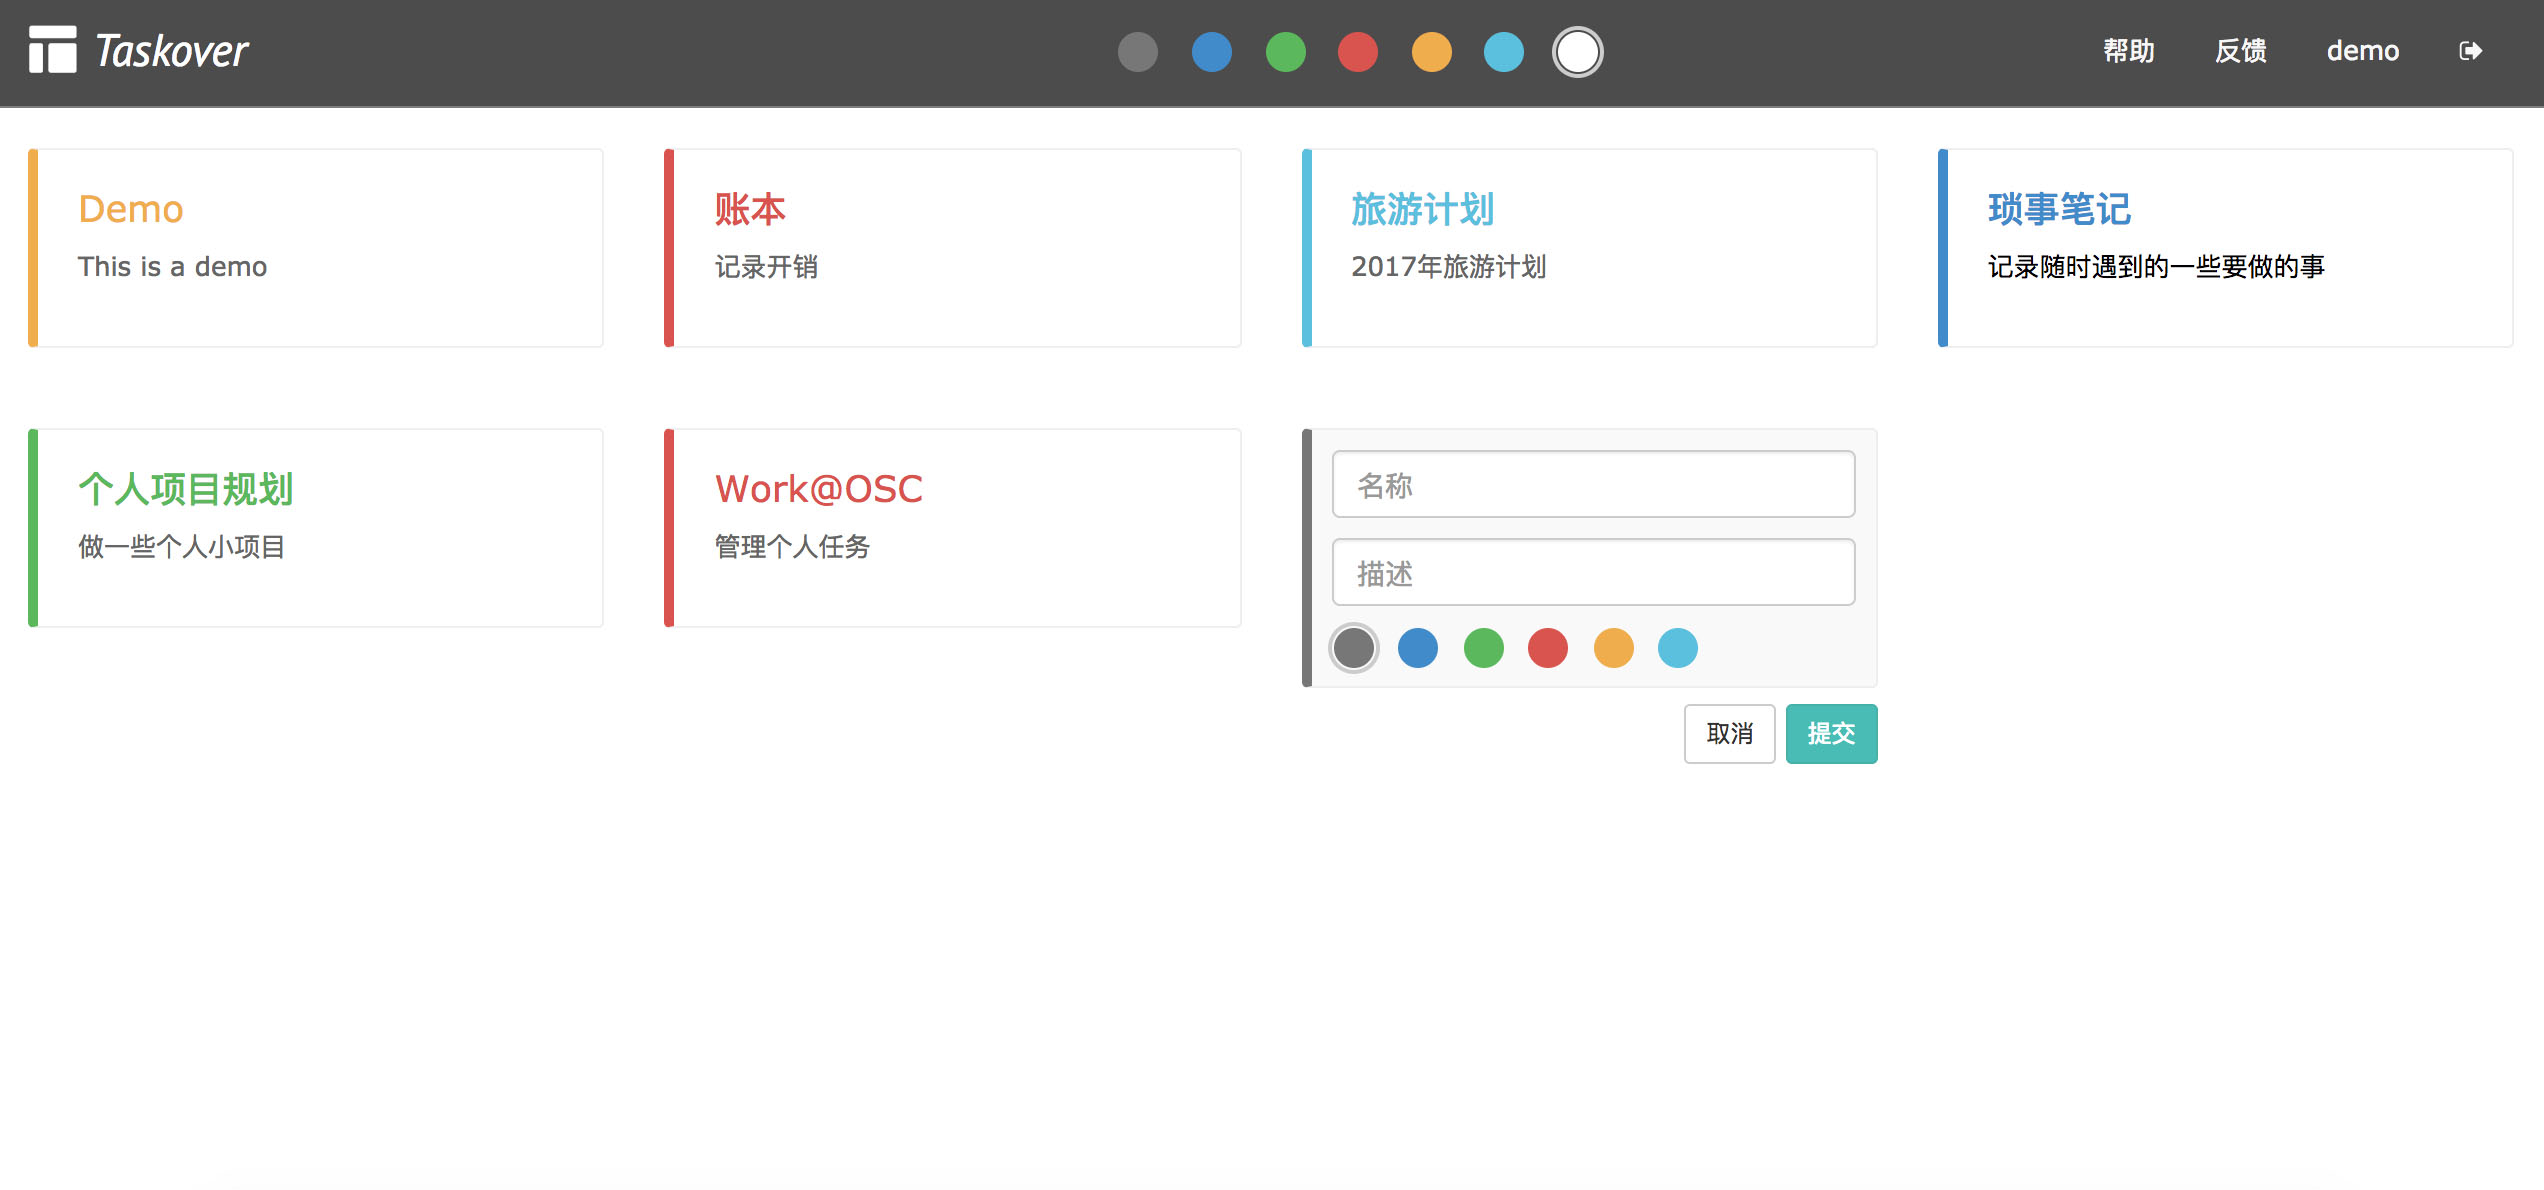 Taskover
帮助
反馈
demo
Demo
This is a demo
账本
记录开销
旅游计划
2017年旅游计划
琐事笔记
记录随时遇到的一些要做的事
个人项目规划
做一些个人小项目
Work@OSC
管理个人任务
名称
描述
取消
提交